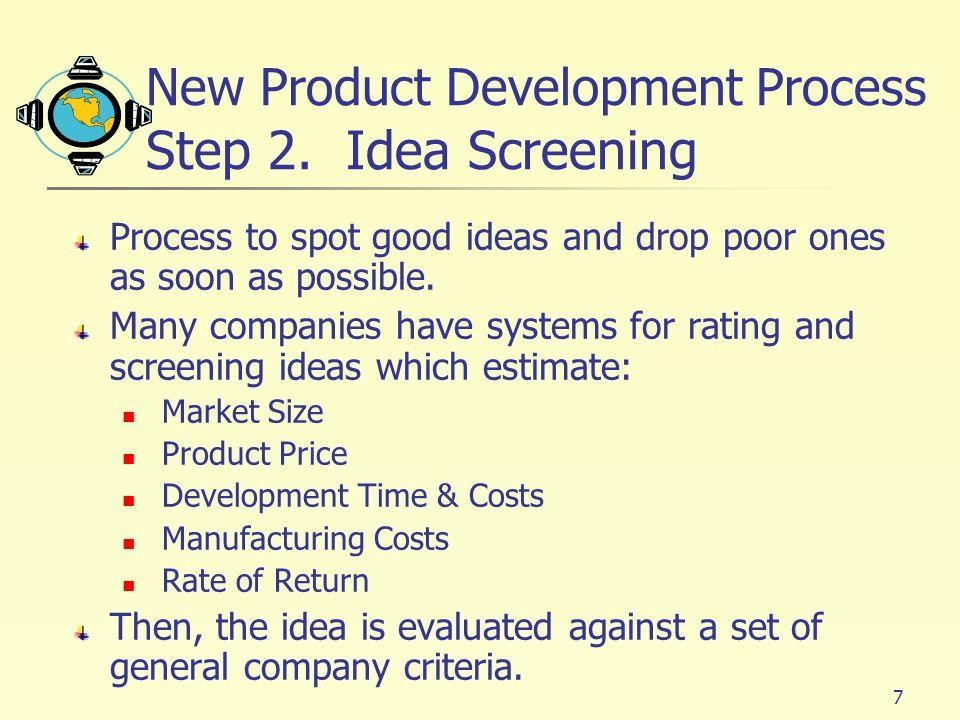 New Product Development Process
Step 2. Idea Screening
Process to spot good ideas and drop poor ones
as soon as possible.
Many companies have systems for rating and
screening ideas which estimate:
Market Size
Product Price
Development Time & Costs
Manufacturing Costs
Rate of Return
Then, the idea is evaluated against a set of
general company criteria.
7